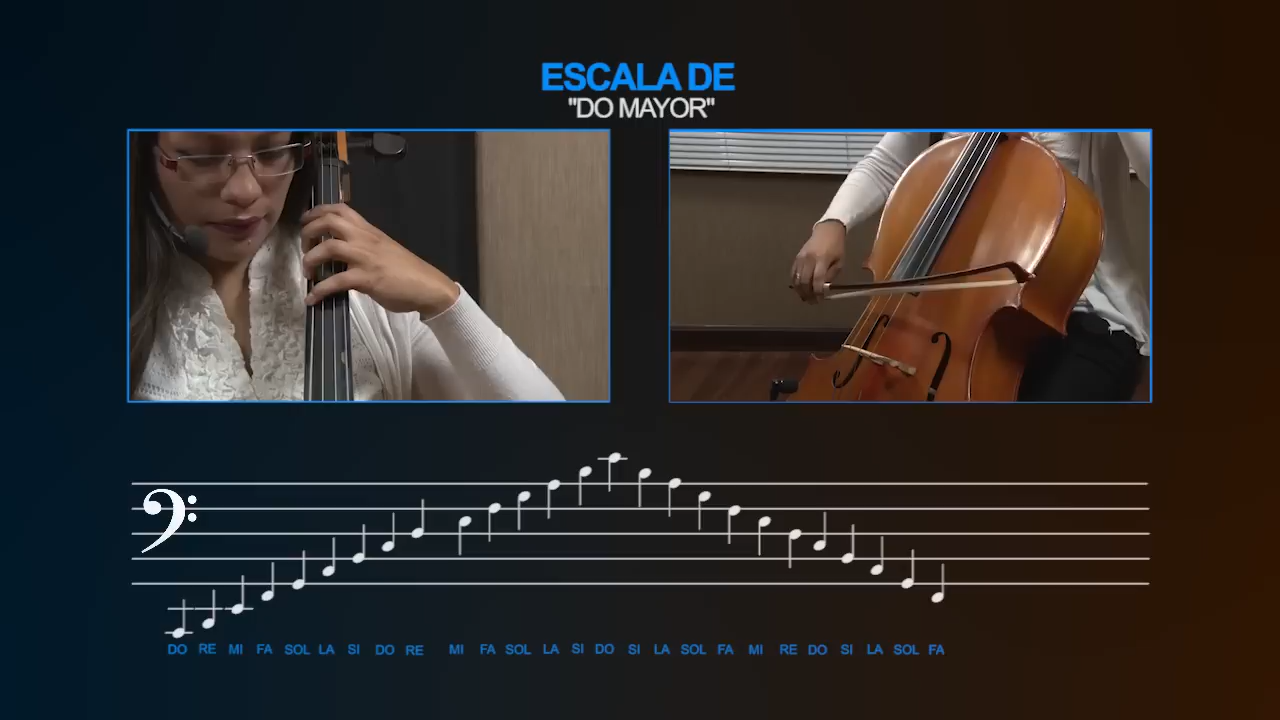 ESCALA DE
"DO MAYOR"
DO RE MI FA SOL LA SI DO RE MI FA SOL LA SI DO SI LA SOL FA MI RE DO SI LA SOL FA